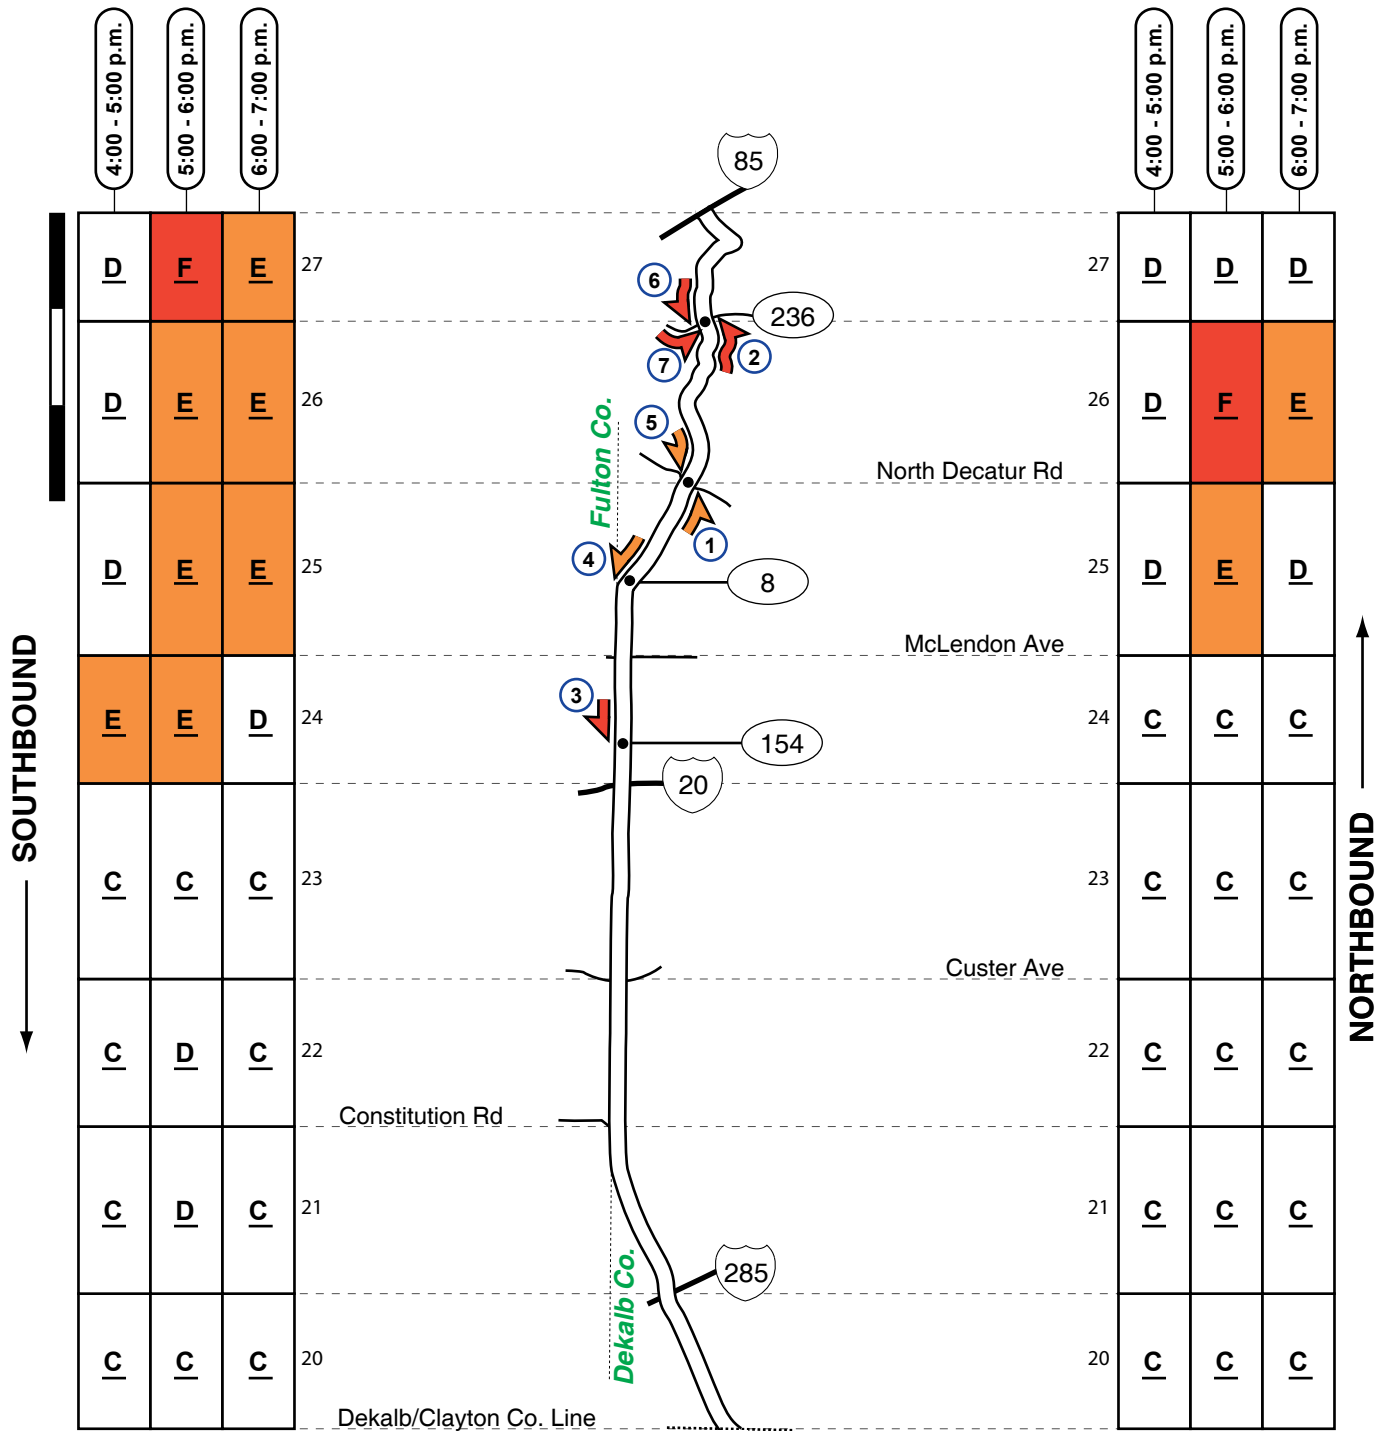 4:00 - 5:00 p.m.
5:00 - 6:00 p.m.
6:00 - 7:00 p.m.
4:00 - 5:00 p.m.
5:00 - 6:00 p.m.
6:00 - 7:00 p.m.
85
D F E 27
27 D D D
6
236
7
2
D E E 26
26 D F E
Fulton Co.
5
North Decatur Rd
1
4
D E E 25
8
25 D E D
McLendon Ave
SOUTHBOUND
3
E E D 24
24 C C C
154
20
NORTHBOUND
C C C 23
23 C C C
Custer Ave
C D C 22
22 C C C
Constitution Rd
C D C 21
21 C C C
285
Dekalb Co.
C C C 20
20 C C C
Dekalb/Clayton Co. Line